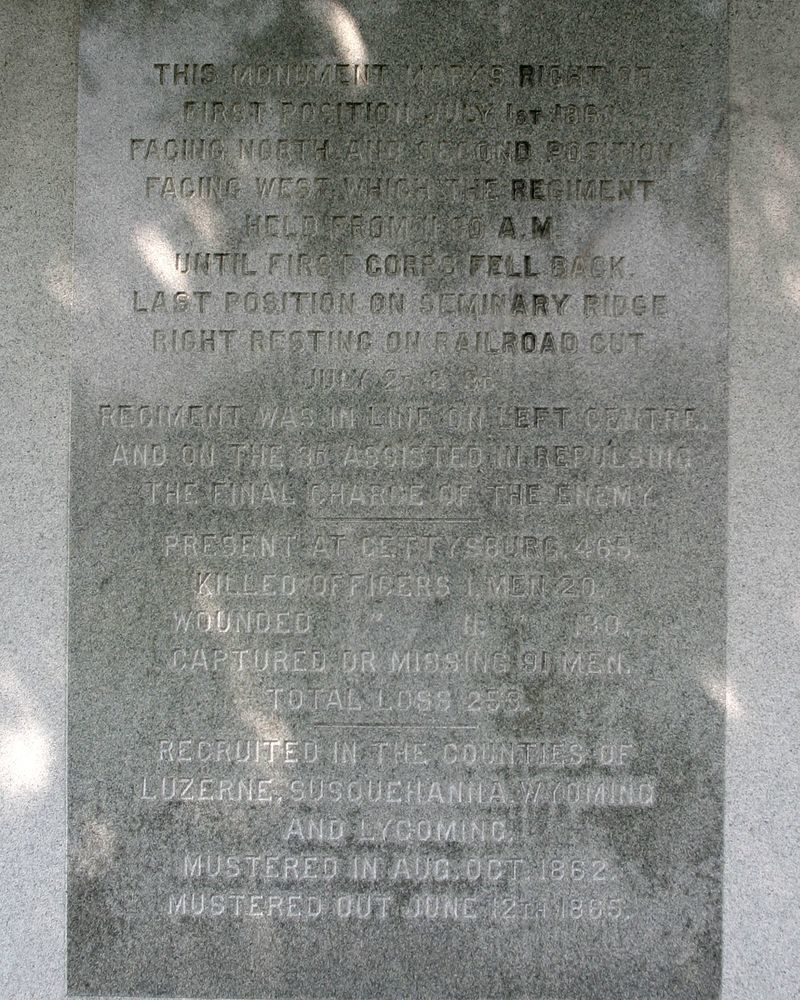 THIS MONUMENT MARKS RIGHT OF
FIRST POSITION JULY 1ST 1863
FACING NORTH AND SECOND POSITION
FACING WEST, WHICH THE REGIMENT
HELD FROM 11.30 A.M.
UNTIL FIRST CORPS FELL BACK.
LAST POSITION ON SEMINARY RIDGE
RIGHT RESTING ON RAILROAD CUT.
JULY 2D & 3D
REGIMENT WAS IN LINE ON LEFT CENTRE,
AND ON THE 3D ASSISTED IN REPULSING
THE FINAL CHARGE OF THE ENEMY.
PRESENT AT GETTYSBURG, 465.
KILLED OFFICERS 1, MEN 20.
WOUNDED " 11, " 130.
CAPTURED OR MISSING 91 MEN.
TOTAL LOSS 253.
RECRUITED IN THE COUNTIES OF
LUZERNE, SUSQUEHANNA, WYOMING
AND LYCOMING.
MUSTERED IN AUG. OCT. 1862.
MUSTERED OUT JUNE 12TH 1865.